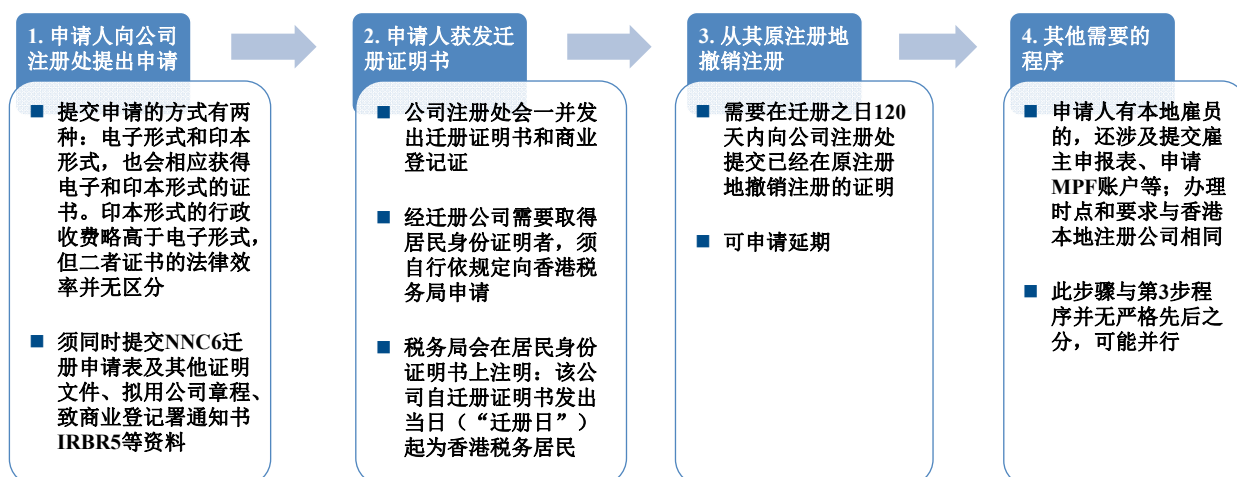 1. 申请人向公司
注册处提出申请
■ 提交申请的方式有两
种：电子形式和印本
形式，也会相应获得
电子和印本形式的证
书。印本形式的行政
收费略高于电子形式，
但二者证书的法律效
率并无区分
■ 须同时提交NNC6迁
册申请表及其他证明
文件、拟用公司章程、
致商业登记署通知书
IRBR5等资料
2. 申请人获发迁
册证明书
■ 公司注册处会一并发
出迁册证明书和商业
登记证
■ 经迁册公司需要取得
居民身份证明者，须
自行依规定向香港税
务局申请
■ 税务局会在居民身份
证明书上注明：该公
司自迁册证明书发出
当日（“迁册日”）
起为香港税务居民
3. 从其原注册地
撤销注册
■ 需要在迁册之日120
天内向公司注册处
提交已经在原注册
地撤销注册的证明
■ 可申请延期
4. 其他需要的
程序
■ 申请人有本地雇员
的，还涉及提交雇
主申报表、申请
MPF账户等；办理
时点和要求与香港
本地注册公司相同
■ 此步骤与第3步程
序并无严格先后之
分，可能并行